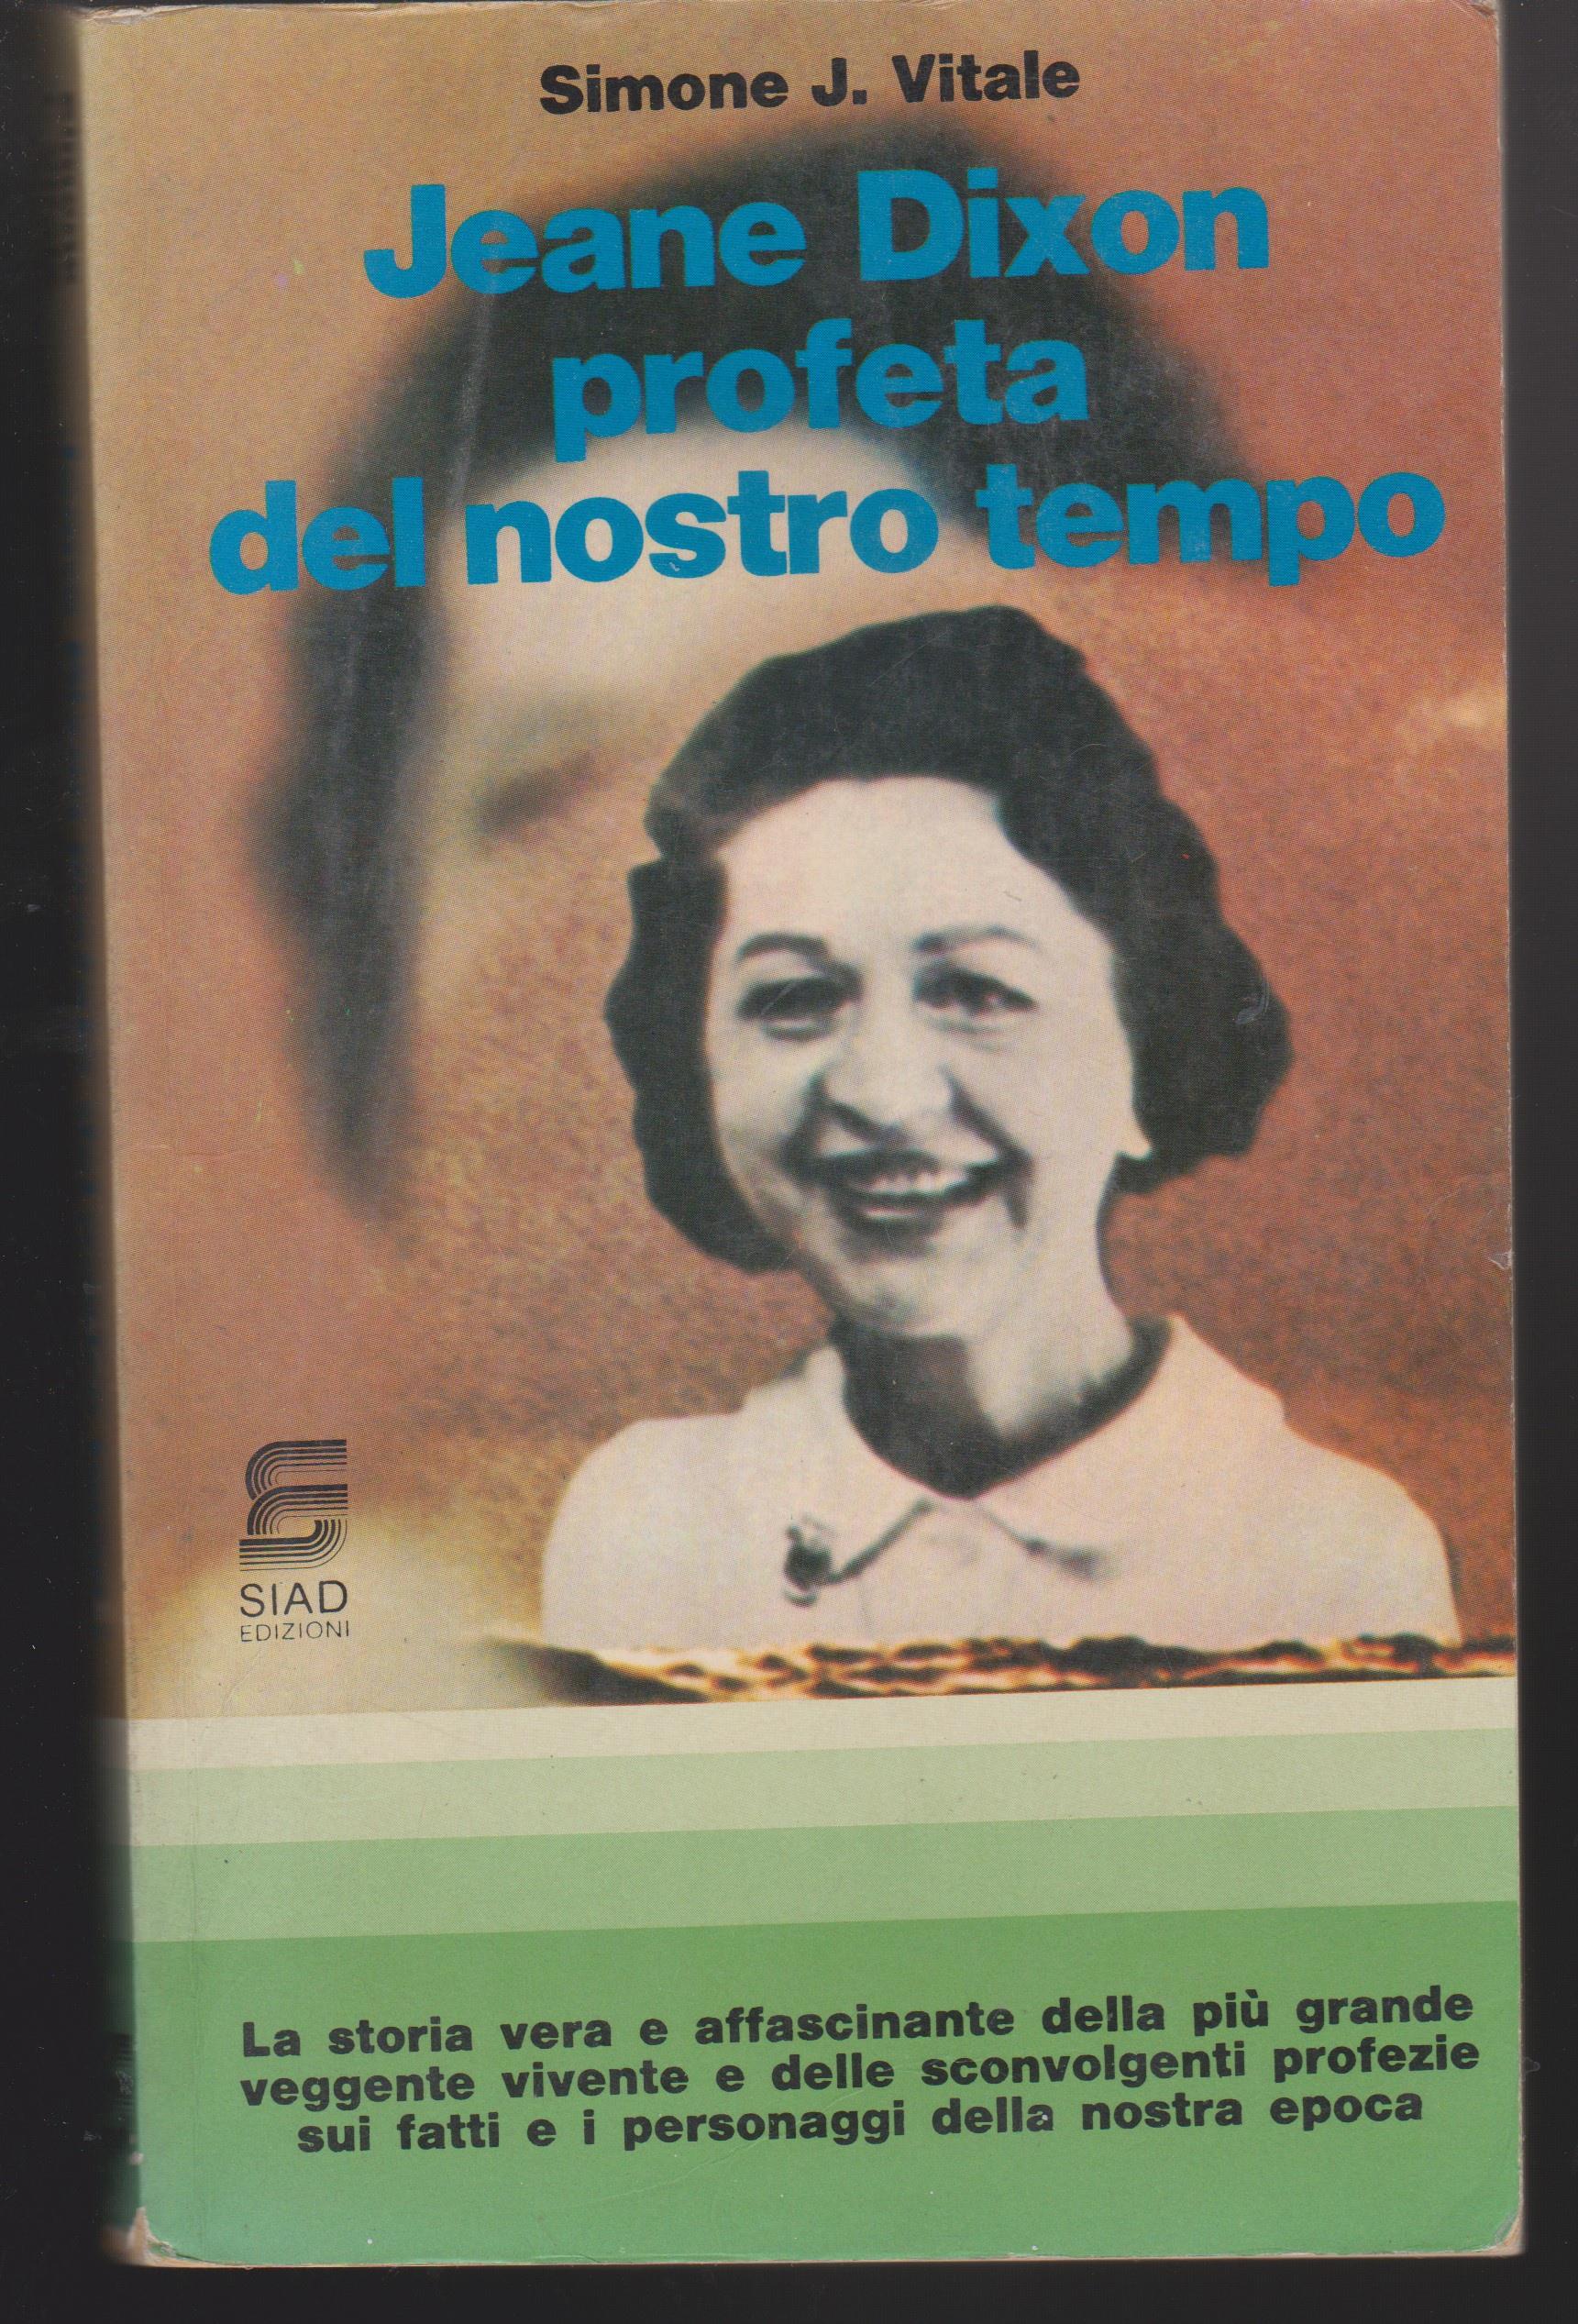 Simone J. Vitale
Jeane Dixon
profeta
del nostro tempo
SIAD
EDIZIONI
La storia vera e affascinante della più grande
veggente vivente e delle sconvolgenti profezie
sui fatti e i personaggi della nostra epoca